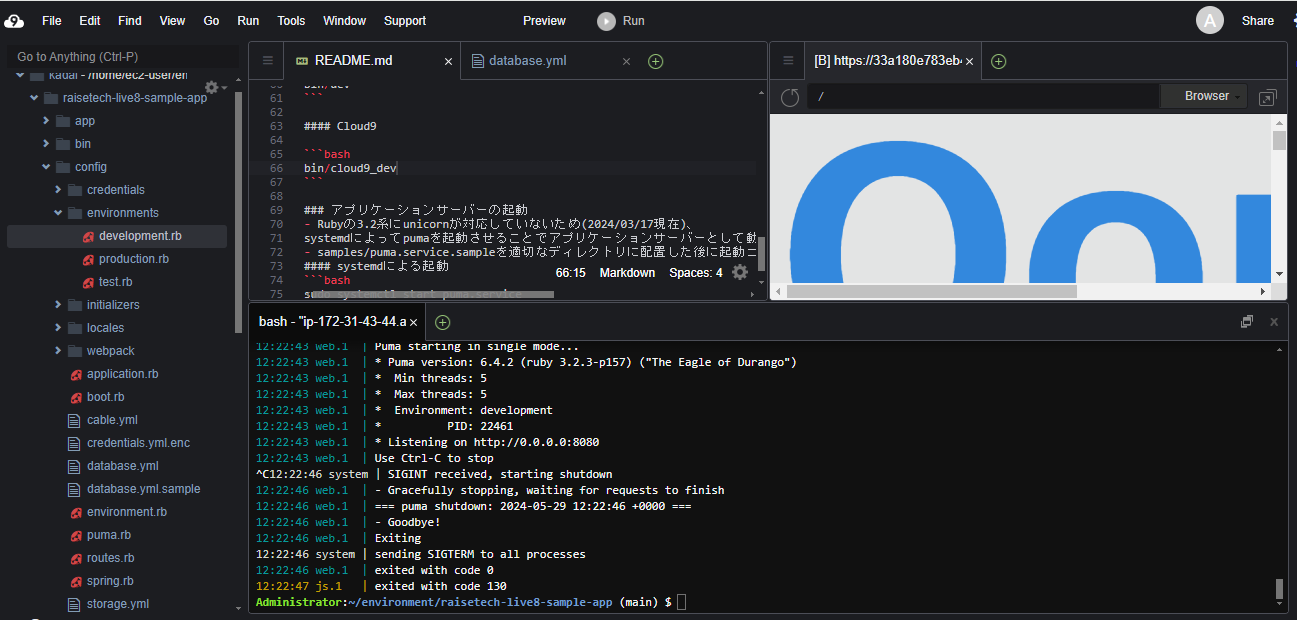 File Edit Find View Go Run Tools Window Support Preview Run A Share
Go to Anything (Ctrl-P)
raisetech-live8-sample-app
app
bin
config
credentials
environments
development.rb
production.rb
test.rb
initializers
locales
webpack
application.rb
boot.rb
cable.yml
credentials.yml.enc
database.yml
database.yml.sample
environment.rb
puma.rb
routes.rb
spring.rb
storage.yml
README.md
database.yml
61 ```
62
63 #### Cloud9
64
65 ```bash
66 bin/cloud9_dev
67 ```
68
69 ### アプリケーションサーバーの起動
70 - Rubyの3.2系にunicornが対応していないため(2024/03/17現在)、
71 systemdによってpumaを起動させることでアプリケーションサーバーとして動
72 - samples/puma.service.sampleを適切なディレクトリに配置した後に起動コ
73 #### systemdによる起動
74 ```bash
75 sudo systemctl start puma.service
66:15 Markdown Spaces: 4
[B] https://33a180e783eb
/
Browser
bash - "ip-172-31-43-44.a
12:22:43 web.1 | Puma starting in single mode...
12:22:43 web.1 | * Puma version: 6.4.2 (ruby 3.2.3-p157) ("The Eagle of Durango")
12:22:43 web.1 | * Min threads: 5
12:22:43 web.1 | * Max threads: 5
12:22:43 web.1 | * Environment: development
12:22:43 web.1 | * PID: 22461
12:22:43 web.1 | * Listening on http://0.0.0.0:8080
12:22:43 web.1 | Use Ctrl-C to stop
^C12:22:46 system | SIGINT received, starting shutdown
12:22:46 web.1 | - Gracefully stopping, waiting for requests to finish
12:22:46 web.1 | === puma shutdown: 2024-05-29 12:22:46 +0000 ===
12:22:46 web.1 | - Goodbye!
12:22:46 web.1 | Exiting
12:22:46 system | sending SIGTERM to all processes
12:22:46 web.1 | exited with code 0
12:22:47 js.1 | exited with code 130
Administrator:~/environment/raisetech-live8-sample-app (main) $